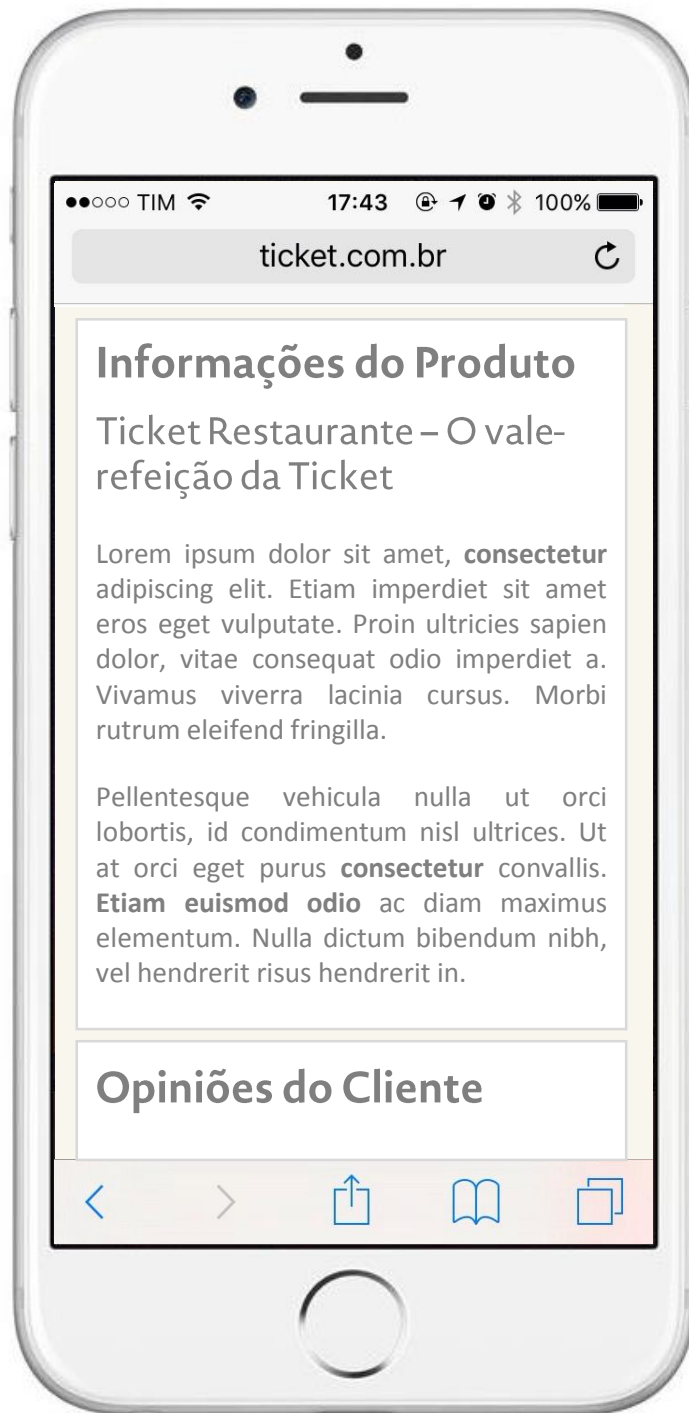 TIM 17:43 100%
ticket.com.br
Informações do Produto
Ticket Restaurante – O vale-
refeição da Ticket
Lorem ipsum dolor sit amet, consectetur
adipiscing elit. Etiam imperdiet sit amet
eros eget vulputate. Proin ultricies sapien
dolor, vitae consequat odio imperdiet a.
Vivamus viverra lacinia cursus. Morbi
rutrum eleifend fringilla.
Pellentesque vehicula nulla ut orci
lobortis, id condimentum nisl ultrices. Ut
at orci eget purus consectetur convallis.
Etiam euismod odio ac diam maximus
elementum. Nulla dictum bibendum nibh,
vel hendrerit risus hendrerit in.
Opiniões do Cliente